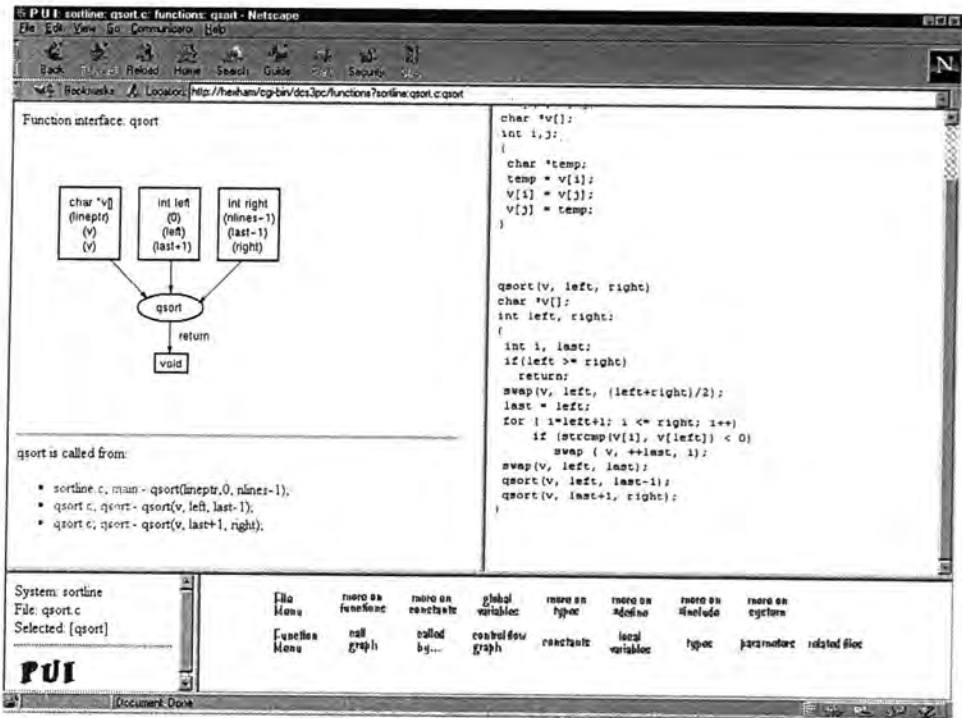 P U I: sortline: qsort.c: functions: qsort - Netscape
File Edit View Go Communicator Help
Back Reload Home Search Guide Security
Bookmarks Location: http://hexham/cg-bin/dcs3pc/functions?sortline:qsort.c:qsort
Function interface: qsort
char *v[] int left int right
(lineptr) (0) (nlines-1)
(v) (left) (last-1)
(v) (last+1) (right)
qsort
return
void
qsort is called from:
sortline.c, main - qsort(lineptr,0, nlines-1);
qsort.c, qsort - qsort(v, left, last-1);
qsort.c, qsort - qsort(v, last+1, right);
char *v[];
int i,j;
{
char *temp;
temp = v[i];
v[i] = v[j];
v[j] = temp;
}
qsort(v, left, right)
char *v[];
int left, right;
{
int i, last;
if(left >= right)
return;
swap(v, left, (left+right)/2);
last = left;
for ( i=left+1; i <= right; i++)
if (strcmp(v[i], v[left]) < 0)
swap ( v, ++last, i);
swap(v, left, last);
qsort(v, left, last-1);
qsort(v, last+1, right);
}
System: sortline
File: qsort.c
Selected: [qsort]
PUI
File Menu more on functions more on constants global variables more on types more on #define more on #include more on system
Function Menu call graph called by... control flow graph constants local variables types parameters related files
Document: Done